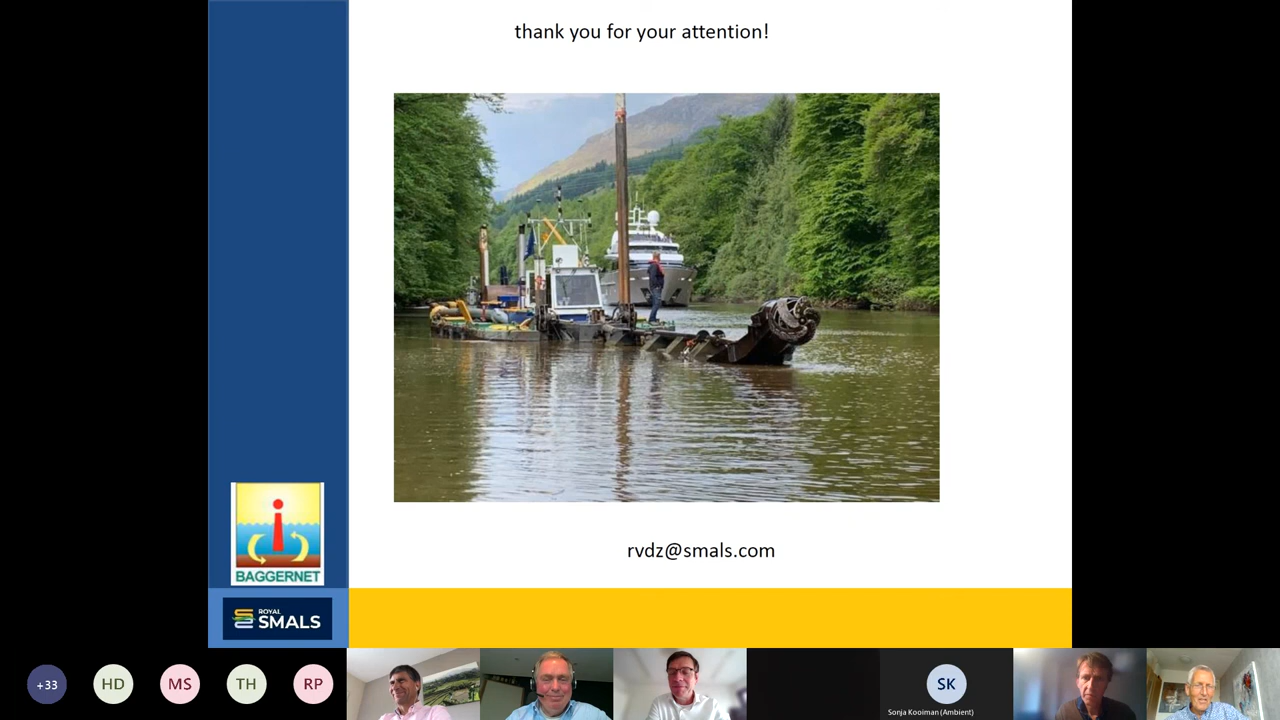 thank you for your attention!
rvdz@smals.com
BAGGERNET
ROYAL
SMALS
+33
HD
MS
TH
RP
SK
Sonja Kooiman (Ambient)